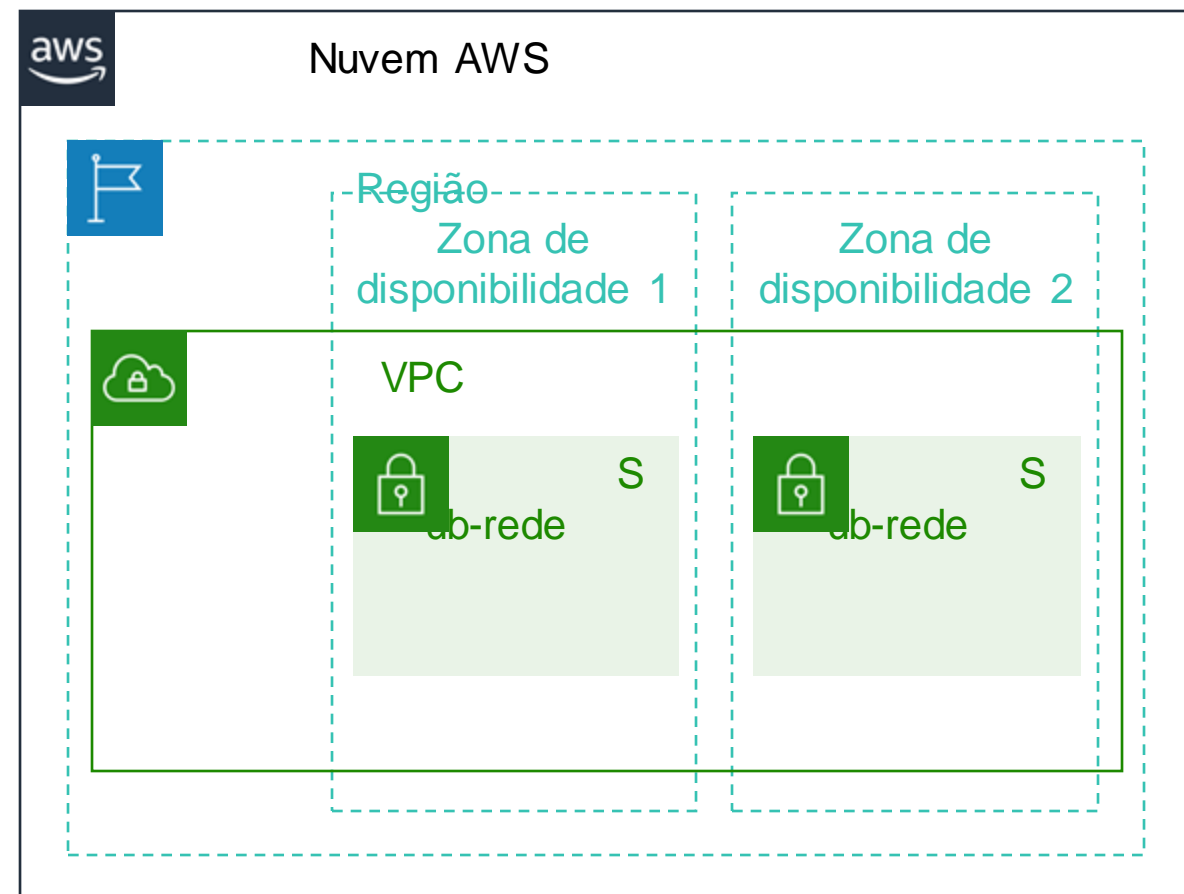 aws
Nuvem AWS
Região
Zona de
disponibilidade 1
Zona de
disponibilidade 2
VPC
S
ub-rede
S
ub-rede